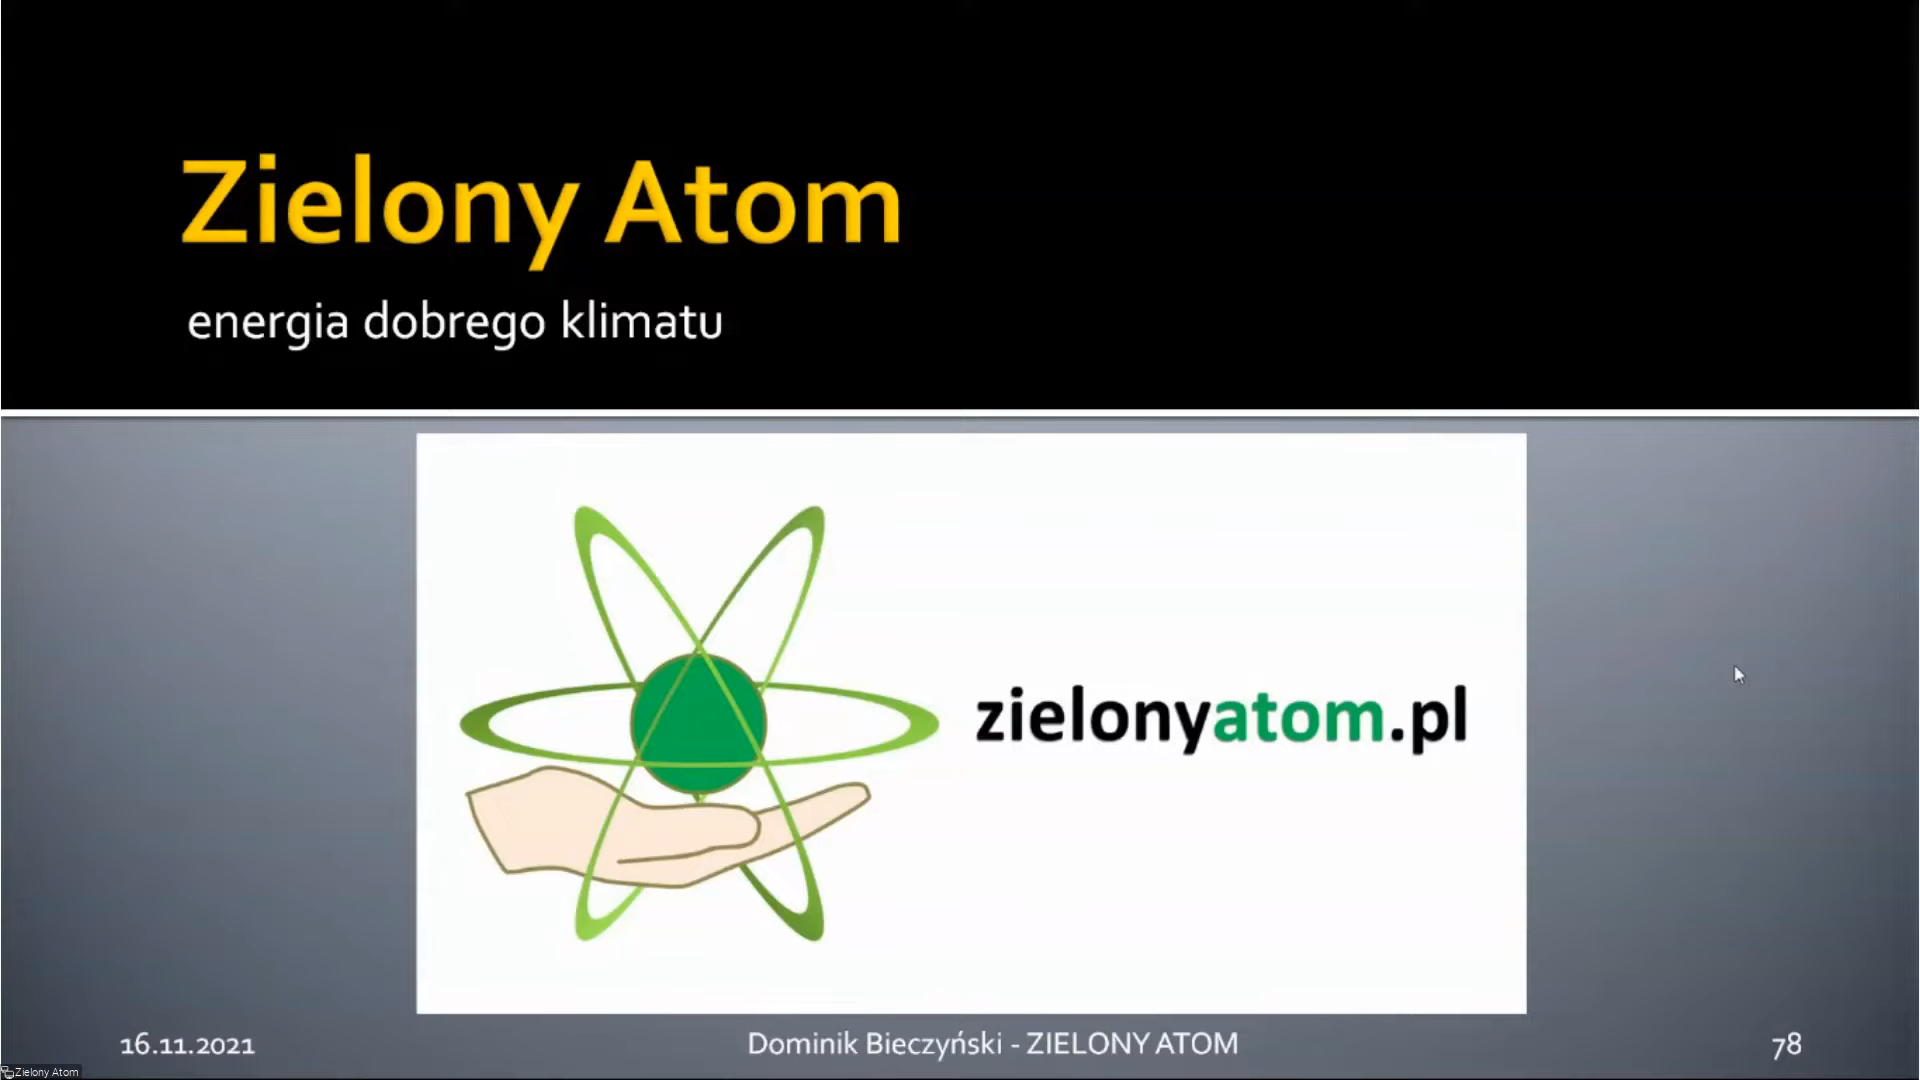 Zielony Atom
energia dobrego klimatu
zielonyatom.pl
16.11.2021
Dominik Bieczyński - ZIELONY ATOM
78
Zielony Atom